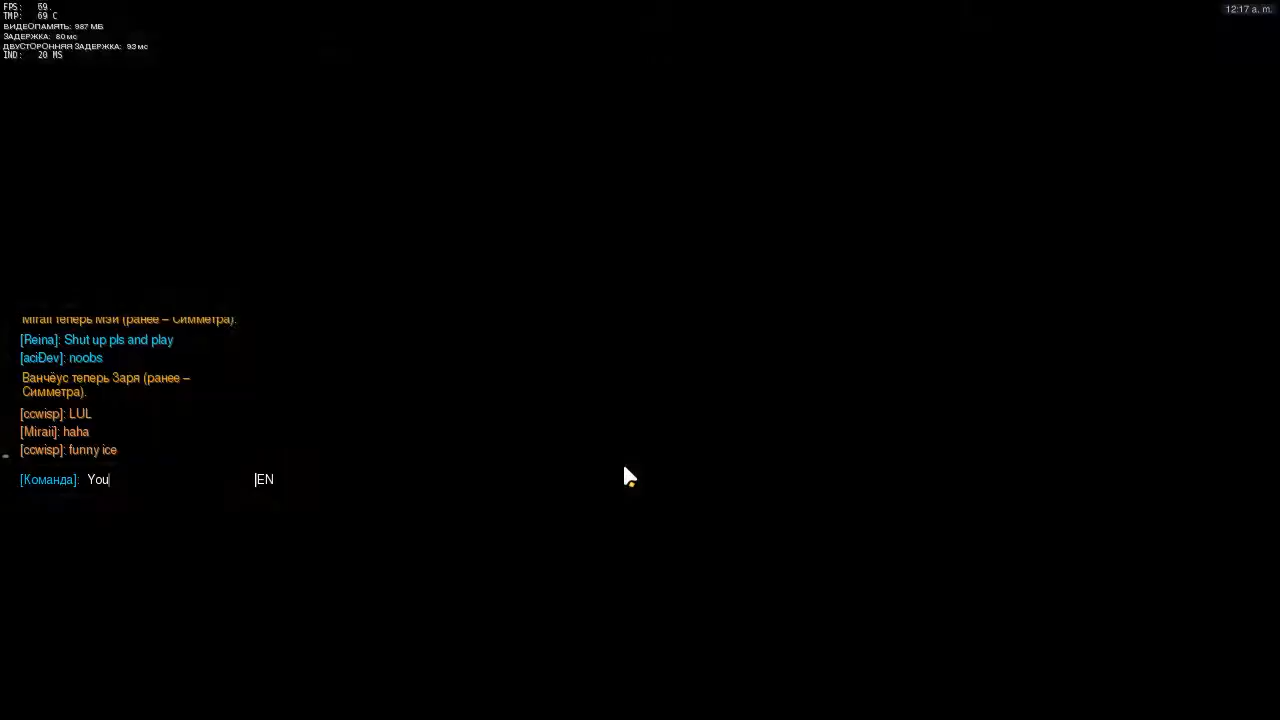 FPS: 69.
12:17 a. m.
TMP: 69 C
ВИДЕОПАМЯТЬ: 987 МБ
ЗАДЕРЖКА: 80 мс
ДВУСТОРОННЯЯ ЗАДЕРЖКА: 93 мс
IND: 20 MS
Miraii теперь Мэй (ранее – Симметра).
[Reina]: Shut up pls and play
[aciDev]: noobs
Ванчёус теперь Заря (ранее –
Симметра).
[ccwisp]: LUL
[Miraii]: haha
[ccwisp]: funny ice
[Команда]: You EN